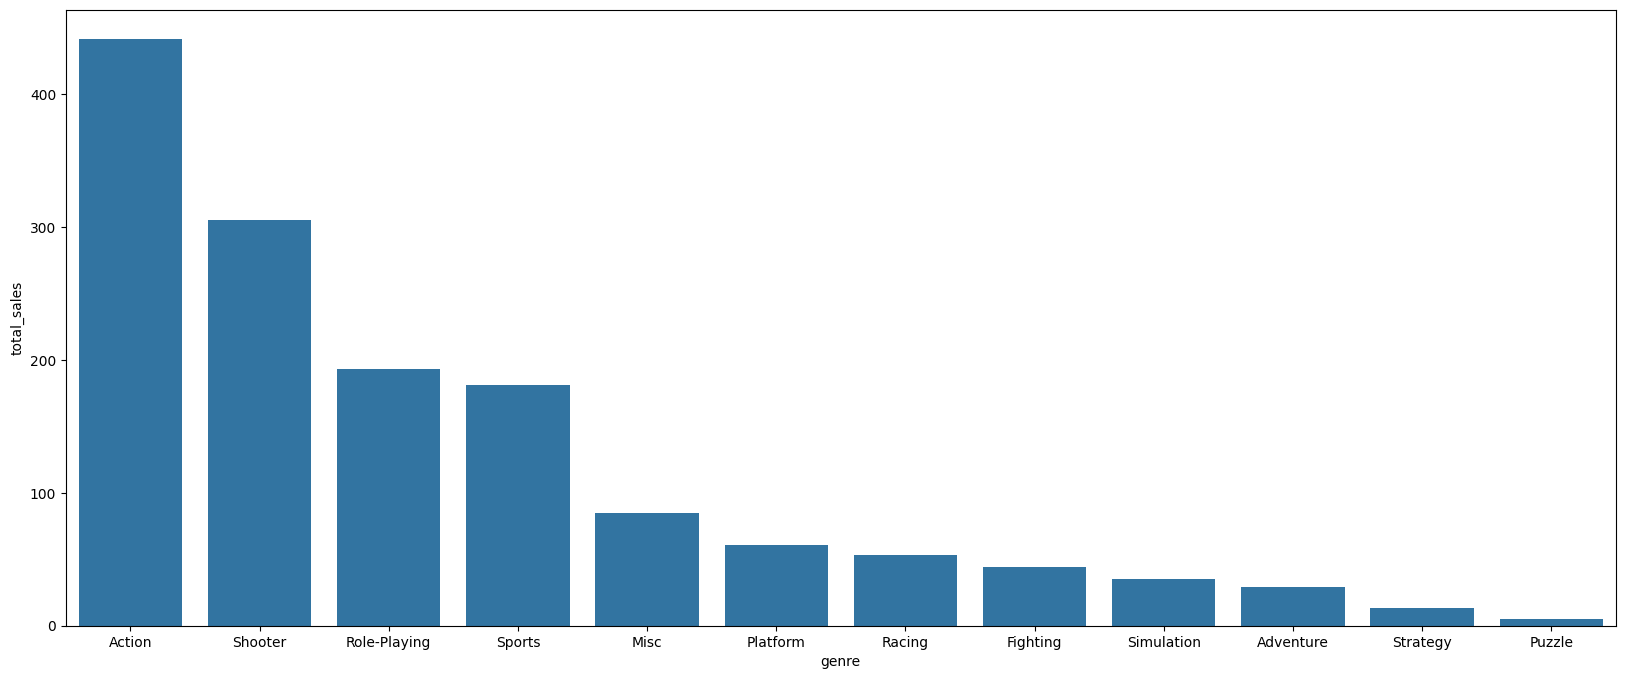 total_sales
400
300
200
100
0
Action Shooter Role-Playing Sports Misc Platform Racing Fighting Simulation Adventure Strategy Puzzle
genre